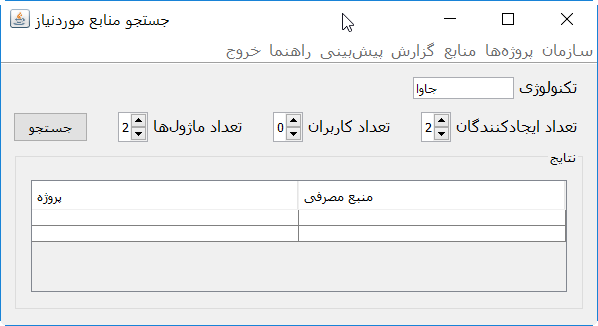 جستجو منابع موردنیاز
سازمان پروژه‌ها منابع گزارش پیش‌بینی راهنما خروج
تکنولوژی جاوا
تعداد ایجادکنندگان 2 تعداد کاربران 0 تعداد ماژول‌ها 2 جستجو
نتایج
منبع مصرفی پروژه